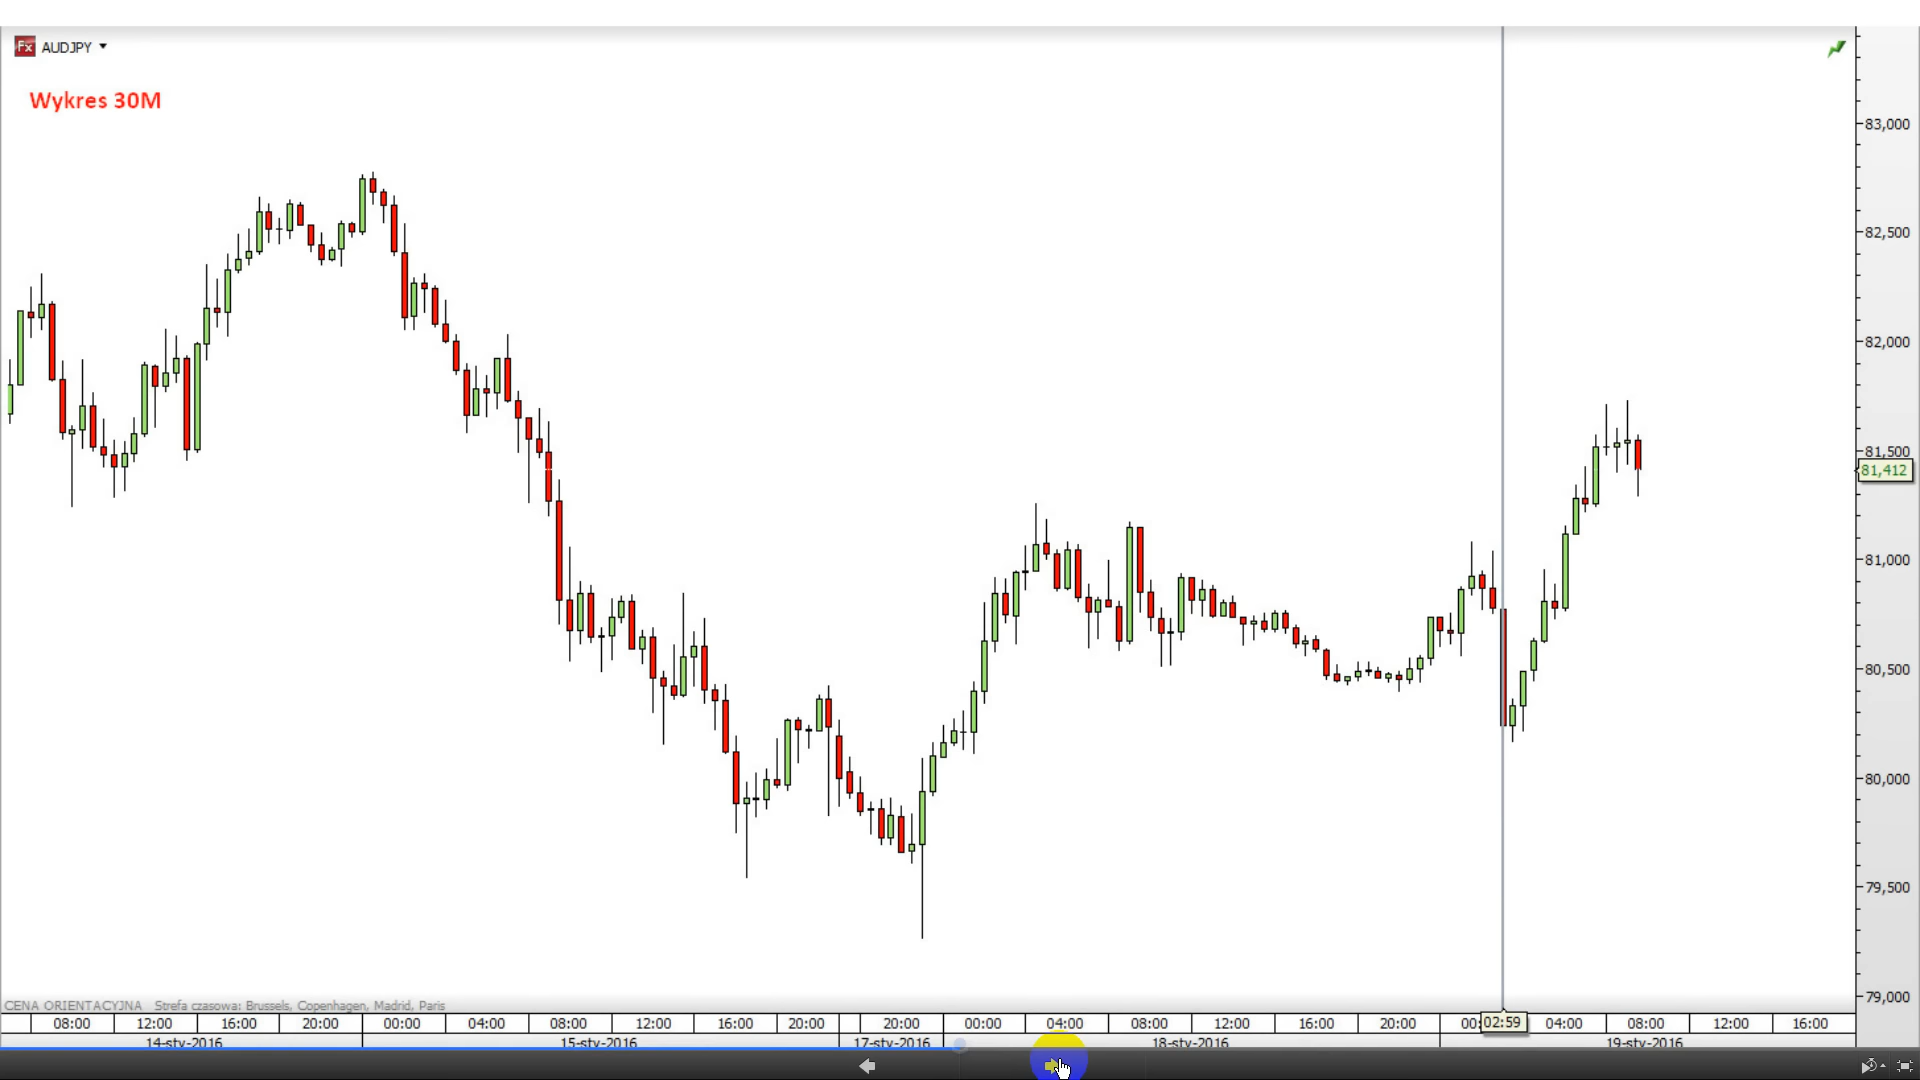 Fx AUDJPY
Wykres 30M
83,000
82,500
82,000
81,500
81,412
81,000
80,500
80,000
79,500
79,000
CENA ORIENTACYJNA Strefa czasowa: Brussels, Copenhagen, Madrid, Paris
08:00 12:00 16:00 20:00 00:00 04:00 08:00 12:00 16:00 20:00 20:00 00:00 04:00 08:00 12:00 16:00 20:00 00: 02:59 04:00 08:00 12:00 16:00
14-sty-2016 15-sty-2016 17-sty-2016 18-sty-2016 19-sty-2016